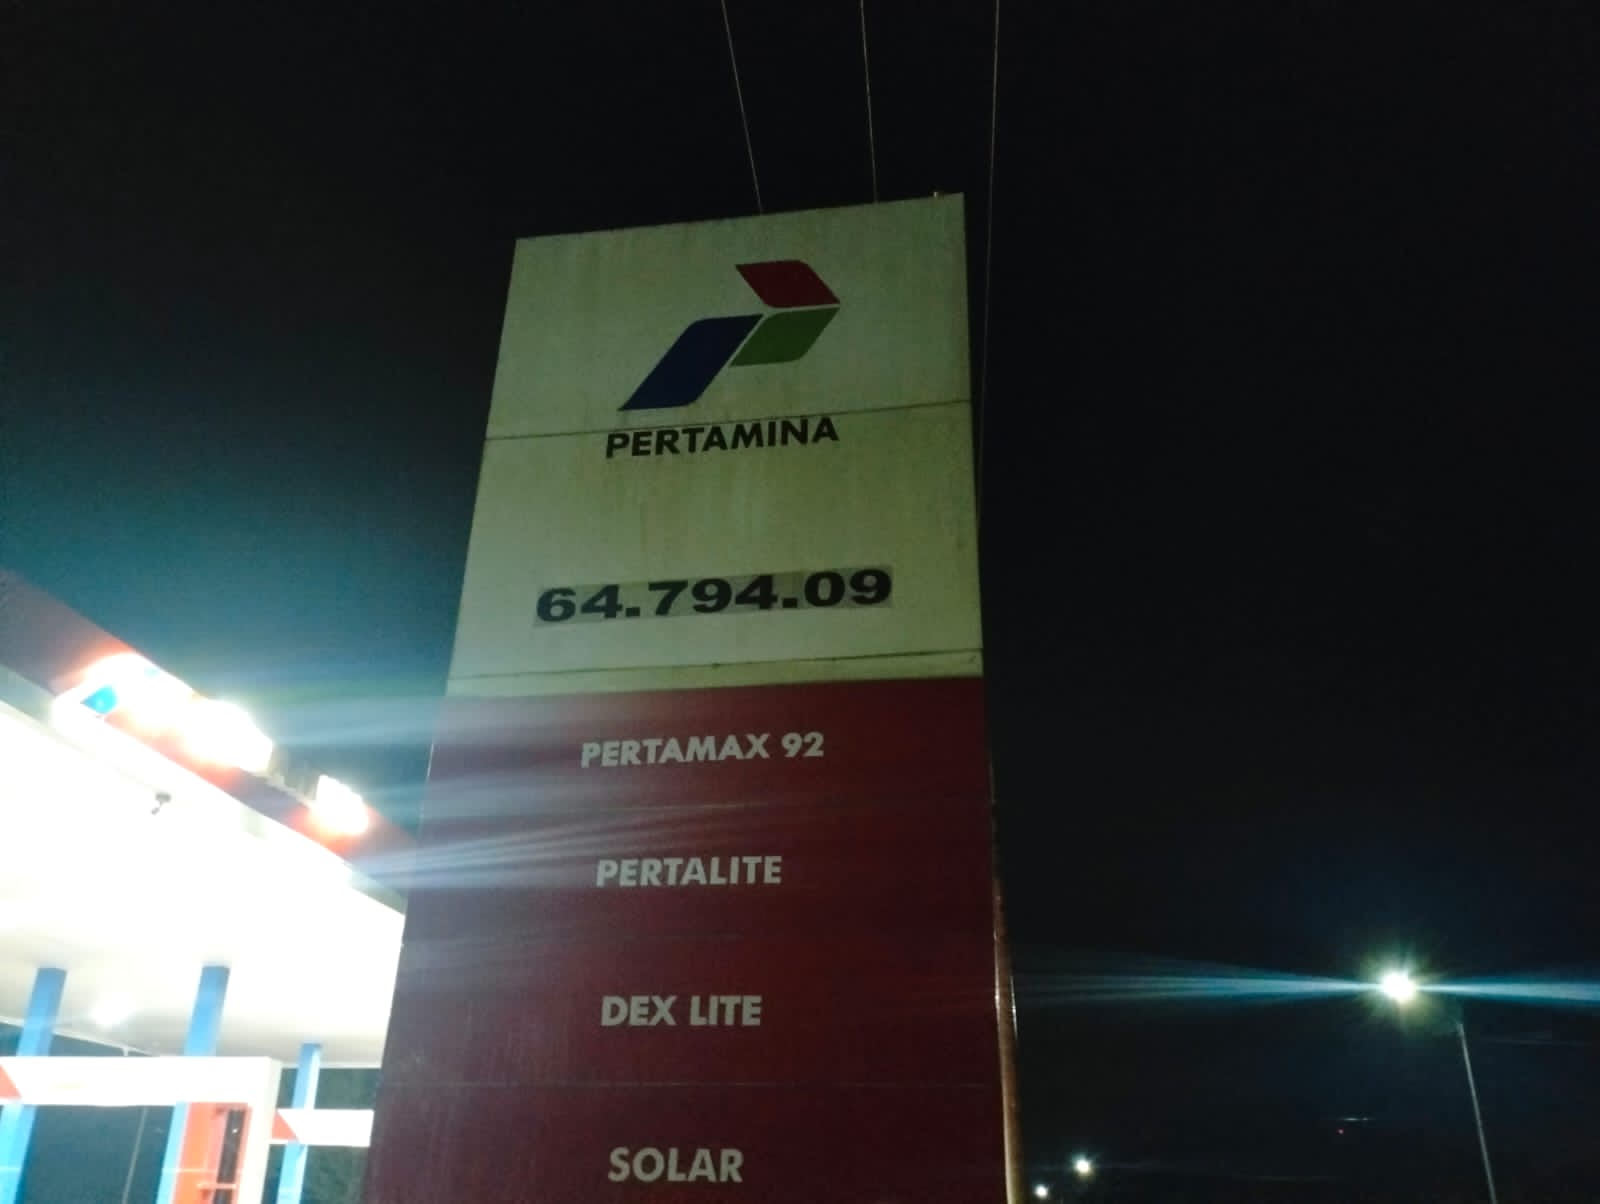 PERTAMINA
64.794.09
PERTAMAX 92
PERTALITE
DEX LITE
SOLAR